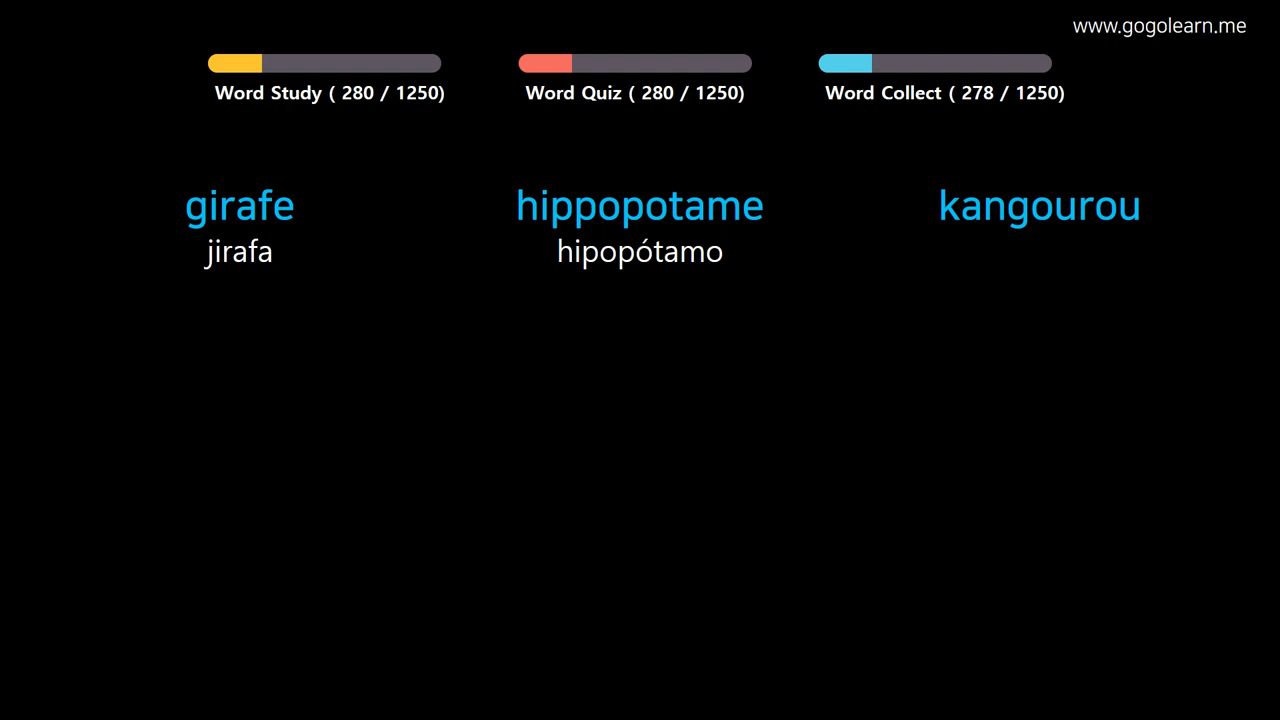 www.gogolearn.me
Word Study ( 280 / 1250)
Word Quiz ( 280 / 1250)
Word Collect ( 278 / 1250)
girafe
hippopotame
kangourou
jirafa
hipopótamo